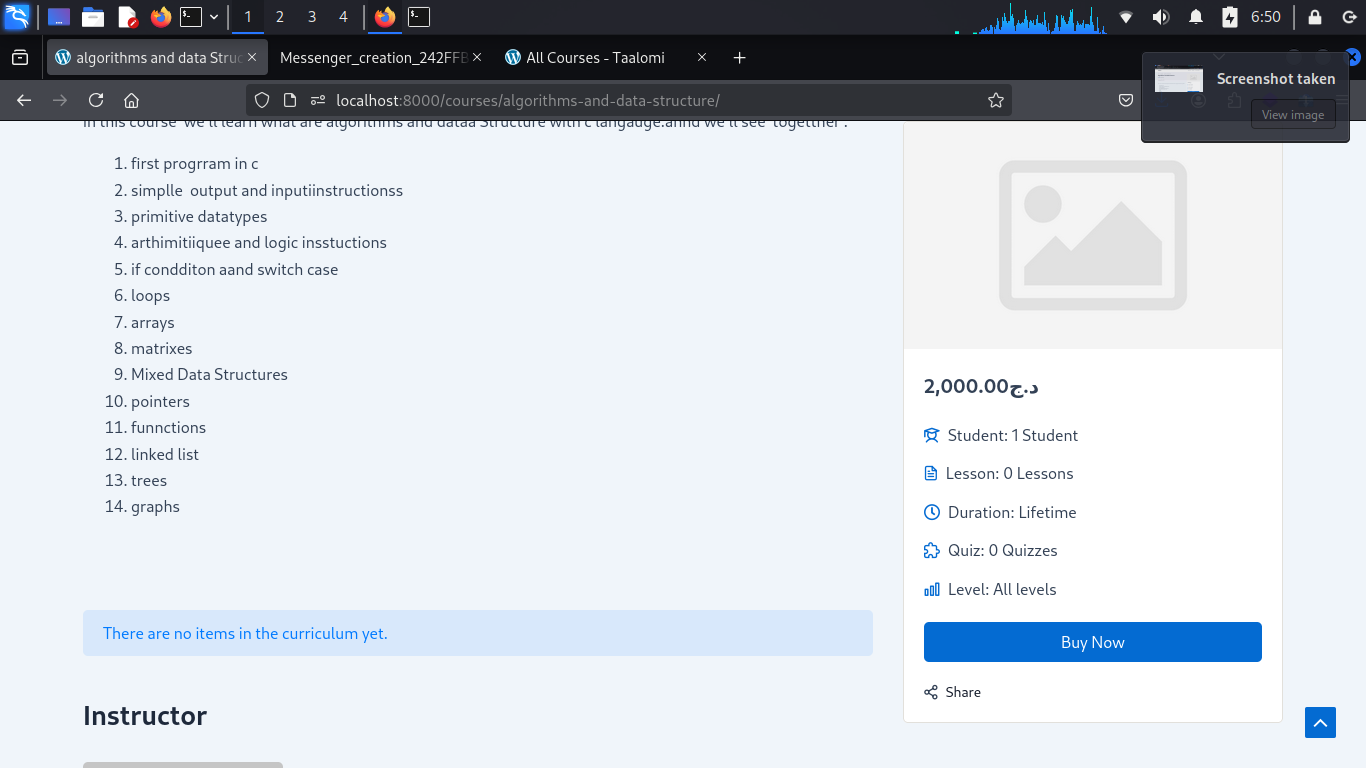 1 2 3 4 6:50
algorithms and data Struc Messenger_creation_242FFB All Courses - Taalomi
localhost:8000/courses/algorithms-and-data-structure/
Screenshot taken
View image
in this course we'll learn what are algorithms and dataa Structure with c langauge.annd we'll see togetther .
1. first progrram in c
2. simplle output and inputiinstructionss
3. primitive datatypes
4. arthimitiiquee and logic insstuctions
5. if condditon aand switch case
6. loops
7. arrays
8. matrixes
9. Mixed Data Structures
10. pointers
11. funnctions
12. linked list
13. trees
14. graphs
There are no items in the curriculum yet.
Instructor
2,000.00د.ج
Student: 1 Student
Lesson: 0 Lessons
Duration: Lifetime
Quiz: 0 Quizzes
Level: All levels
Buy Now
Share